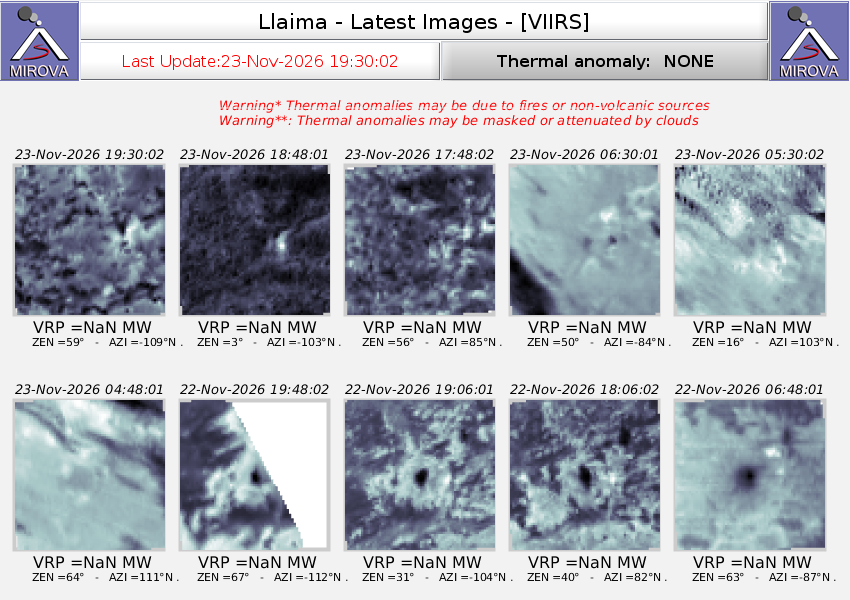 Llaima - Latest Images - [VIIRS]
MIROVA
Last Update:23-Nov-2026 19:30:02
Thermal anomaly: NONE
MIROVA
Warning* Thermal anomalies may be due to fires or non-volcanic sources
Warning**: Thermal anomalies may be masked or attenuated by clouds
23-Nov-2026 19:30:02 23-Nov-2026 18:48:01 23-Nov-2026 17:48:02 23-Nov-2026 06:30:01 23-Nov-2026 05:30:02
VRP =NaN MW VRP =NaN MW VRP =NaN MW VRP =NaN MW VRP =NaN MW
ZEN =59° - AZI =-109°N . ZEN =3° - AZI =-103°N . ZEN =56° - AZI =85°N . ZEN =50° - AZI =-84°N . ZEN =16° - AZI =103°N .
23-Nov-2026 04:48:01 22-Nov-2026 19:48:02 22-Nov-2026 19:06:01 22-Nov-2026 18:06:02 22-Nov-2026 06:48:01
VRP =NaN MW VRP =NaN MW VRP =NaN MW VRP =NaN MW VRP =NaN MW
ZEN =64° - AZI =111°N . ZEN =67° - AZI =-112°N . ZEN =31° - AZI =-104°N . ZEN =40° - AZI =82°N . ZEN =63° - AZI =-87°N .